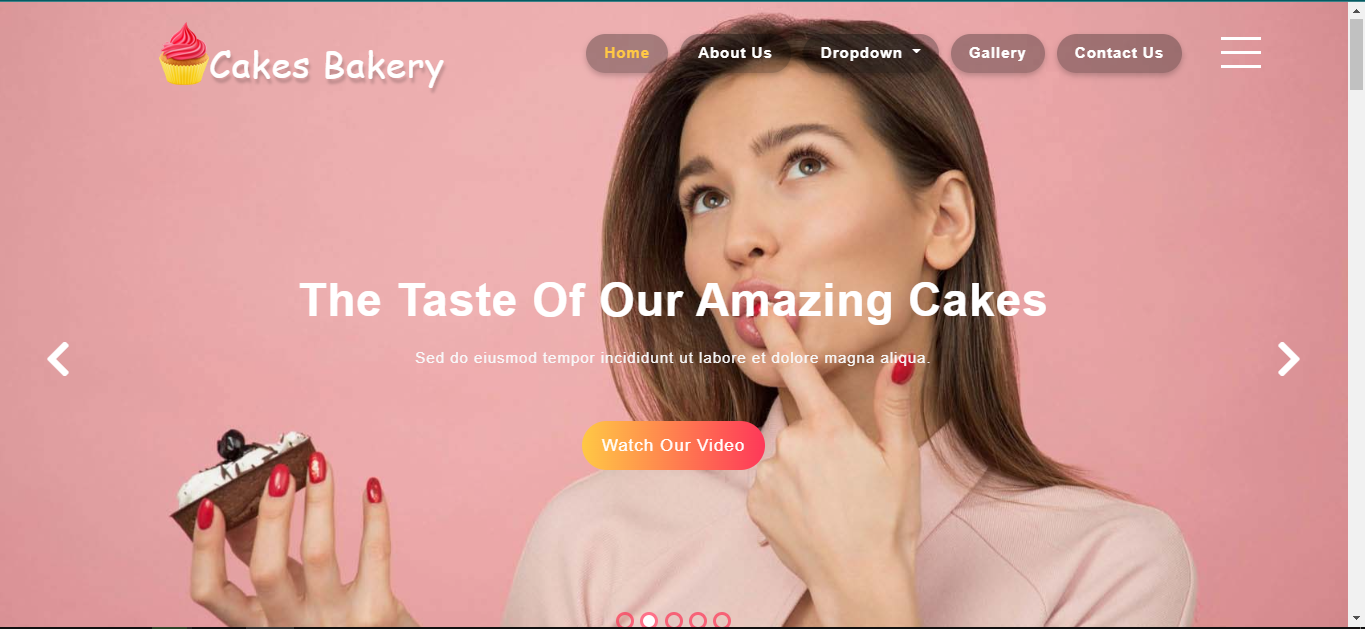 Cakes Bakery
Home About Us Dropdown Gallery Contact Us
The Taste Of Our Amazing Cakes
Sed do eiusmod tempor incididunt ut labore et dolore magna aliqua.
Watch Our Video